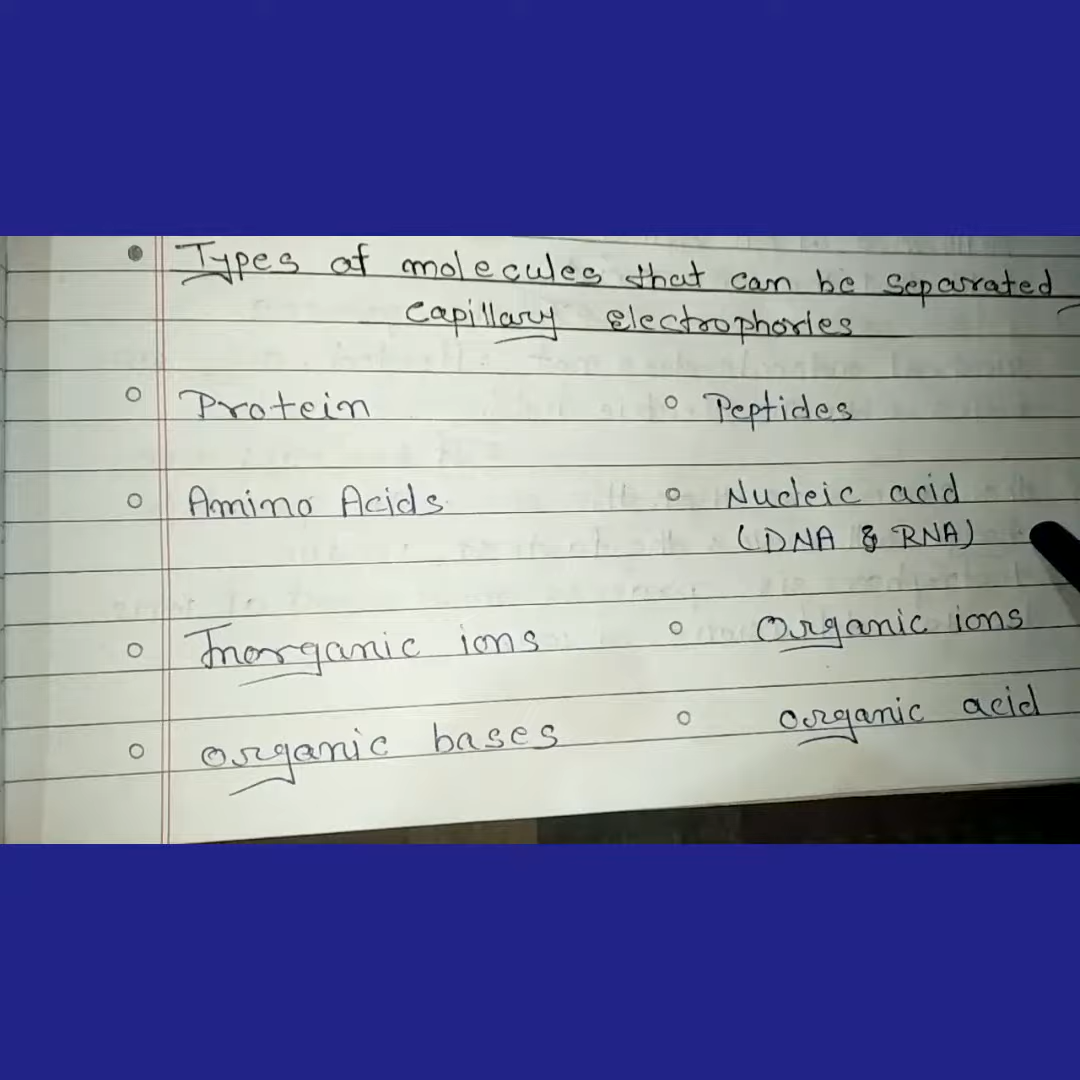 Types of molecules that can be separated
capillary electrophories
Protein
Peptides
Amino Acids
Nucleic acid
(DNA & RNA)
Inorganic ions
Organic ions
organic bases
organic acid